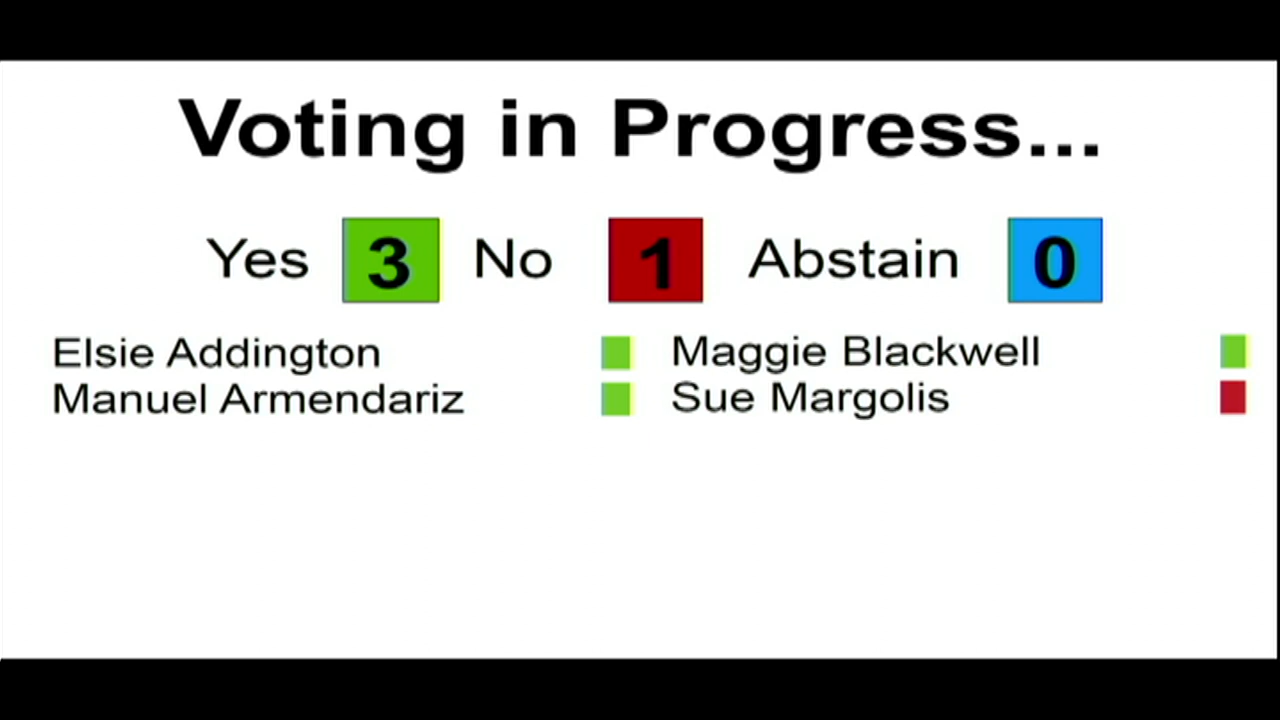 Voting in Progress...
Yes 3 No 1 Abstain 0
Elsie Addington Maggie Blackwell
Manuel Armendariz Sue Margolis